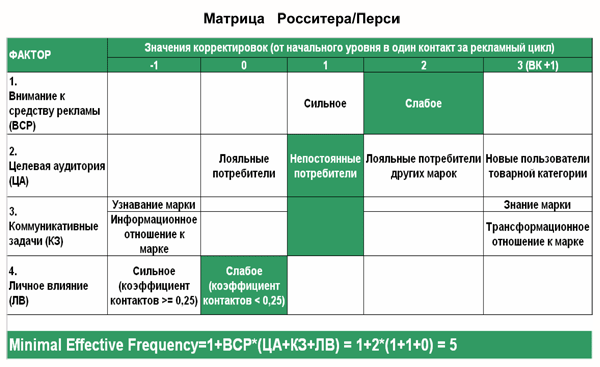 Матрица Росситера/Перси
ФАКТОР
Значения корректировок (от начального уровня в один контакт за рекламный цикл)
-1 0 1 2 3 (ВК +1)
1.
Внимание к
средству рекламы
(ВСР)
Сильное
Слабое
2.
Целевая аудитория
(ЦА)
Лояльные
потребители
Непостоянные
потребители
Лояльные потребители
других марок
Новые пользователи
товарной категории
3.
Коммуникативные
задачи (КЗ)
Узнавание марки
Знание марки
Информационное
отношение к
марке
Трансформационное
отношение к марке
4.
Личное влияние
(ЛВ)
Сильное
(коэффициент
контактов >= 0,25)
Слабое
(коэффициент
контактов < 0,25)
Minimal Effective Frequency=1+ВСР*(ЦА+КЗ+ЛВ) = 1+2*(1+1+0) = 5